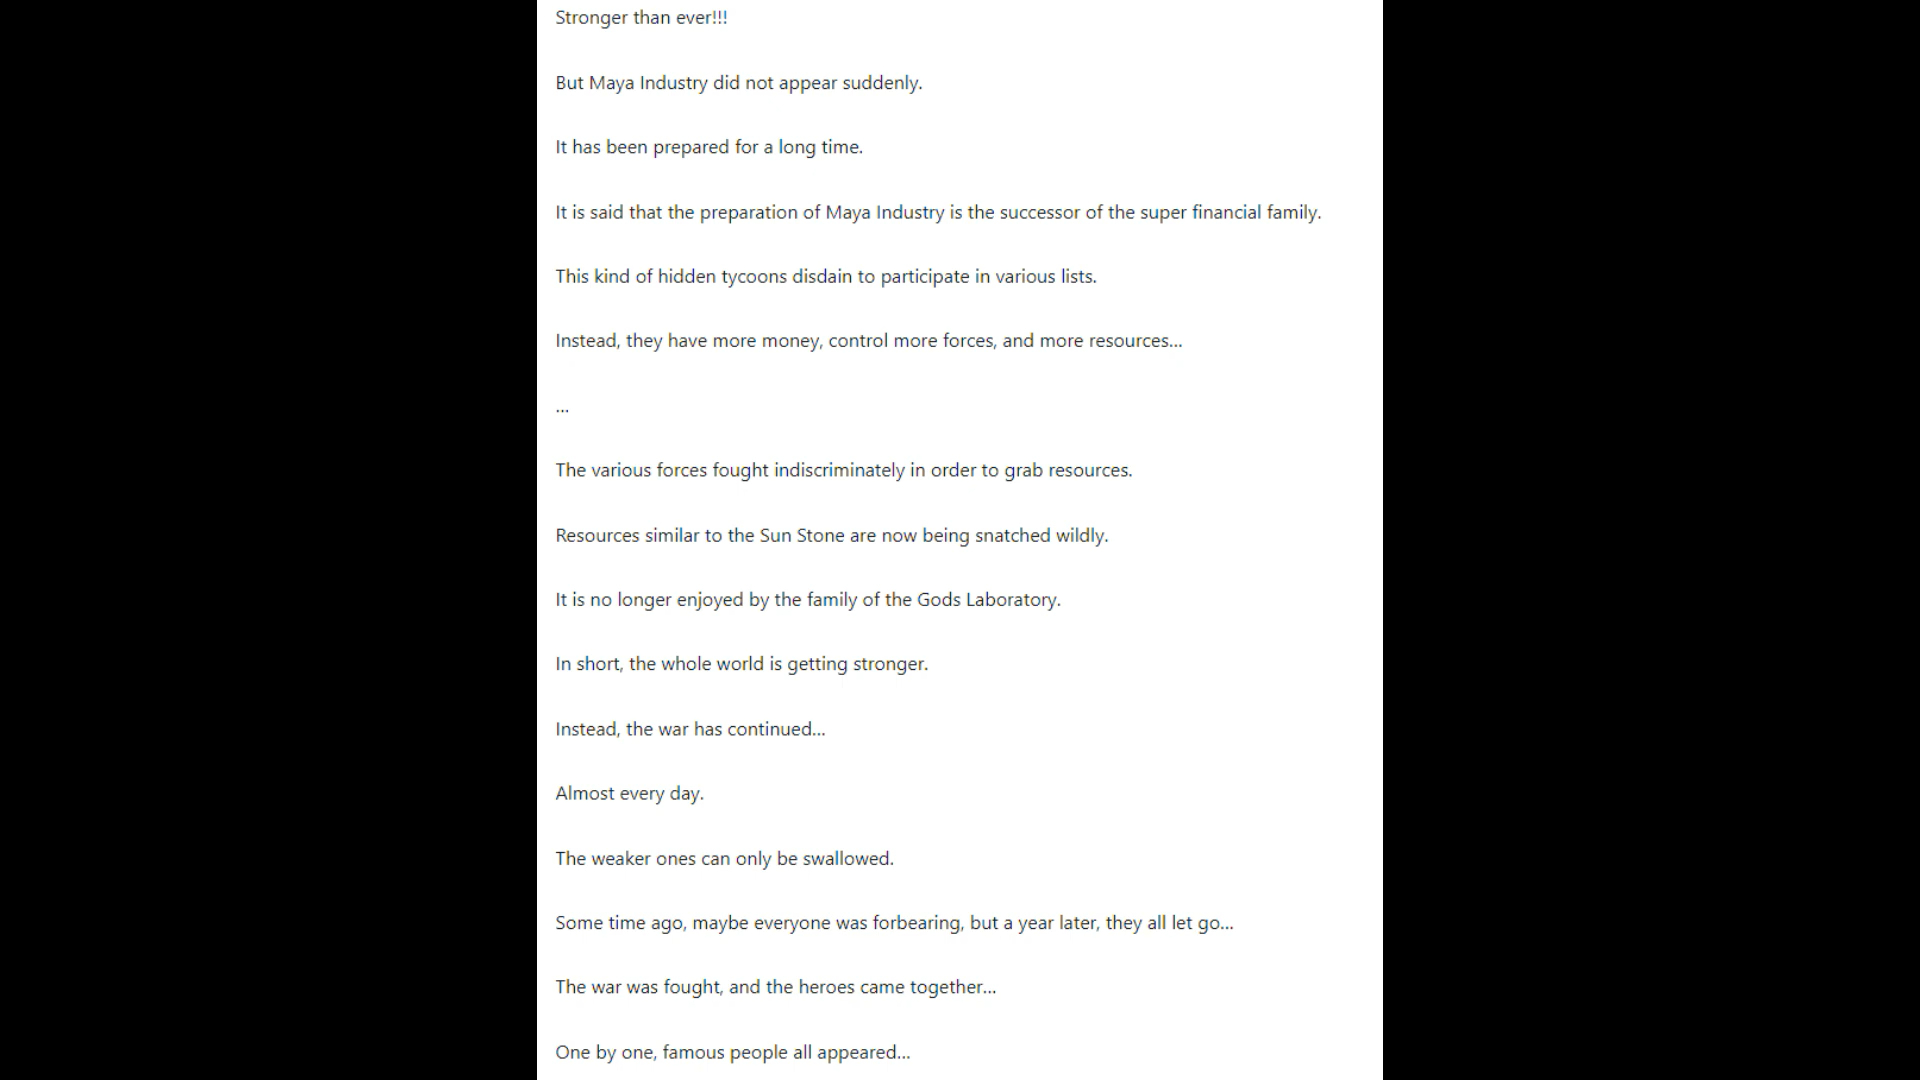 Stronger than ever!!!
But Maya Industry did not appear suddenly.
It has been prepared for a long time.
It is said that the preparation of Maya Industry is the successor of the super financial family.
This kind of hidden tycoons disdain to participate in various lists.
Instead, they have more money, control more forces, and more resources...
...
The various forces fought indiscriminately in order to grab resources.
Resources similar to the Sun Stone are now being snatched wildly.
It is no longer enjoyed by the family of the Gods Laboratory.
In short, the whole world is getting stronger.
Instead, the war has continued...
Almost every day.
The weaker ones can only be swallowed.
Some time ago, maybe everyone was forbearing, but a year later, they all let go...
The war was fought, and the heroes came together...
One by one, famous people all appeared...